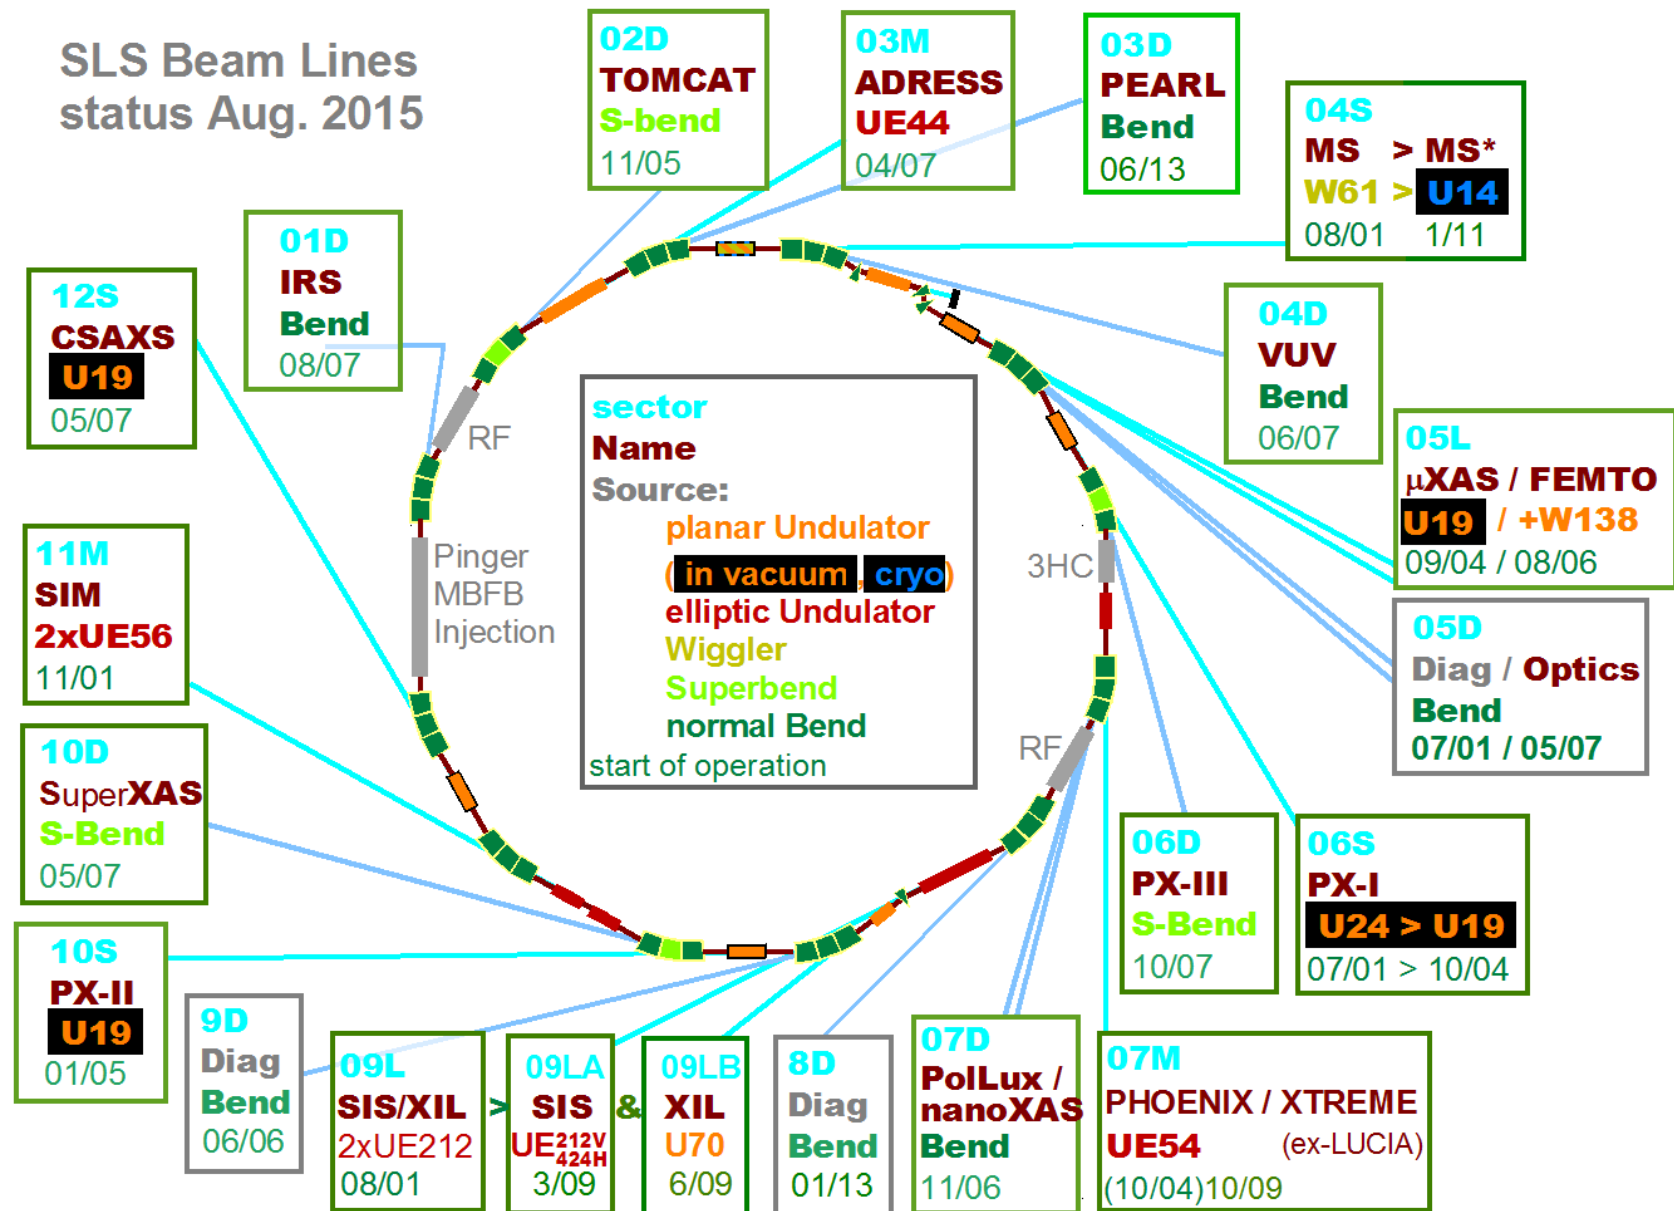 SLS Beam Lines
status Aug. 2015
02D
TOMCAT
S-bend
11/05
03M
ADRESS
UE44
04/07
03D
PEARL
Bend
06/13
04S
MS > MS*
W61 > U14
08/01 1/11
01D
IRS
Bend
08/07
12S
CSAXS
U19
05/07
04D
VUV
Bend
06/07
05L
µXAS / FEMTO
U19 / +W138
09/04 / 08/06
RF
sector
Name
Source:
planar Undulator
( in vacuum , cryo)
elliptic Undulator
Wiggler
Superbend
normal Bend
start of operation
3HC
11M
SIM
2xUE56
11/01
Pinger
MBFB
Injection
05D
Diag / Optics
Bend
07/01 / 05/07
RF
10D
SuperXAS
S-Bend
05/07
06D
PX-III
S-Bend
10/07
06S
PX-I
U24 > U19
07/01 > 10/04
10S
PX-II
U19
01/05
9D
Diag
Bend
06/06
09L
SIS/XIL >
2xUE212
08/01
09LA
SIS &
UE212V
424H
3/09
09LB
XIL
U70
6/09
8D
Diag
Bend
01/13
07D
PolLux /
nanoXAS
Bend
11/06
07M
PHOENIX / XTREME
UE54 (ex-LUCIA)
(10/04)10/09